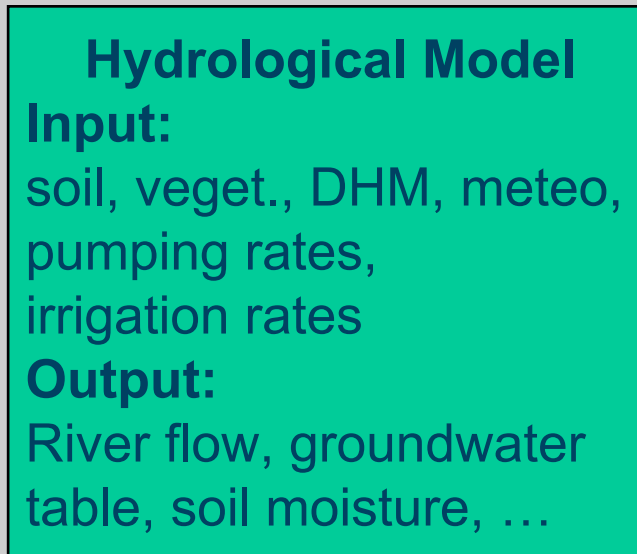 Hydrological Model
Input:
soil, veget., DHM, meteo,
pumping rates,
irrigation rates
Output:
River flow, groundwater
table, soil moisture, …